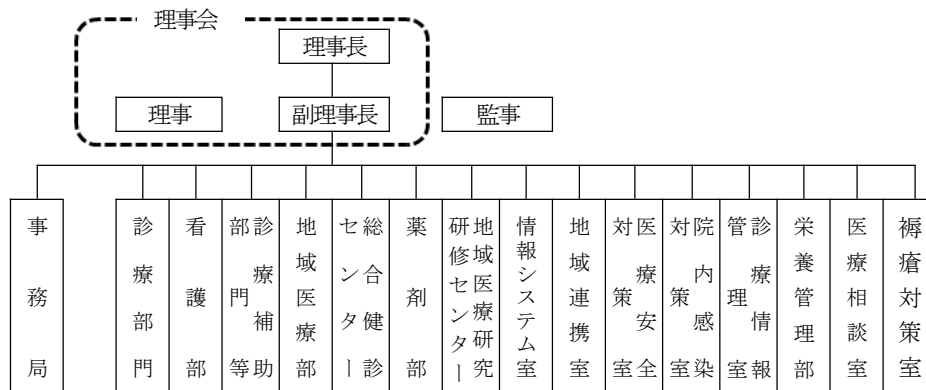 理事会
理事長
理事
副理事長
監事
事務局
診療部門
看護部
診療補助
部門等
地域医療部
総合健診
センター
薬剤部
地域医療研究
研修センター
情報システム室
地域連携室
医療安全
対策室
院内感染
対策室
診療情報
管理室
栄養管理部
医療相談室
褥瘡対策室